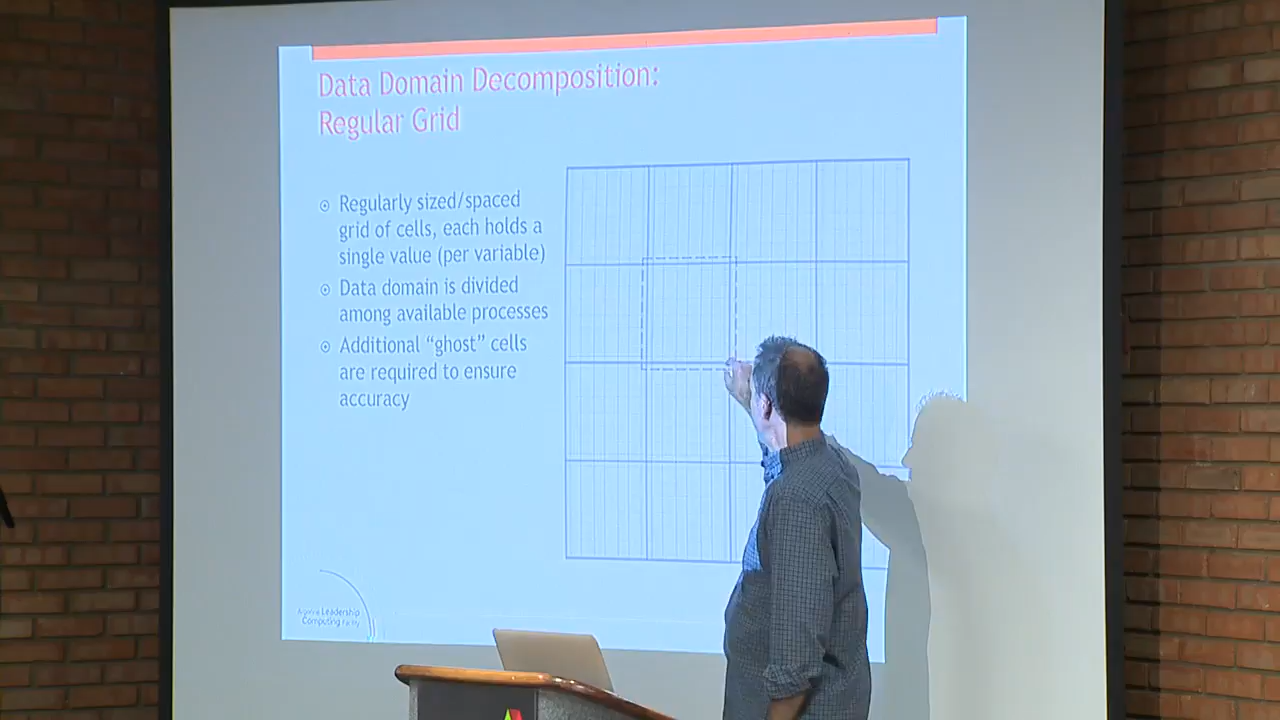 Data Domain Decomposition:
Regular Grid
Regularly sized/spaced
grid of cells, each holds a
single value (per variable)
Data domain is divided
among available processes
Additional “ghost” cells
are required to ensure
accuracy
Argonne Leadership
Computing Facility